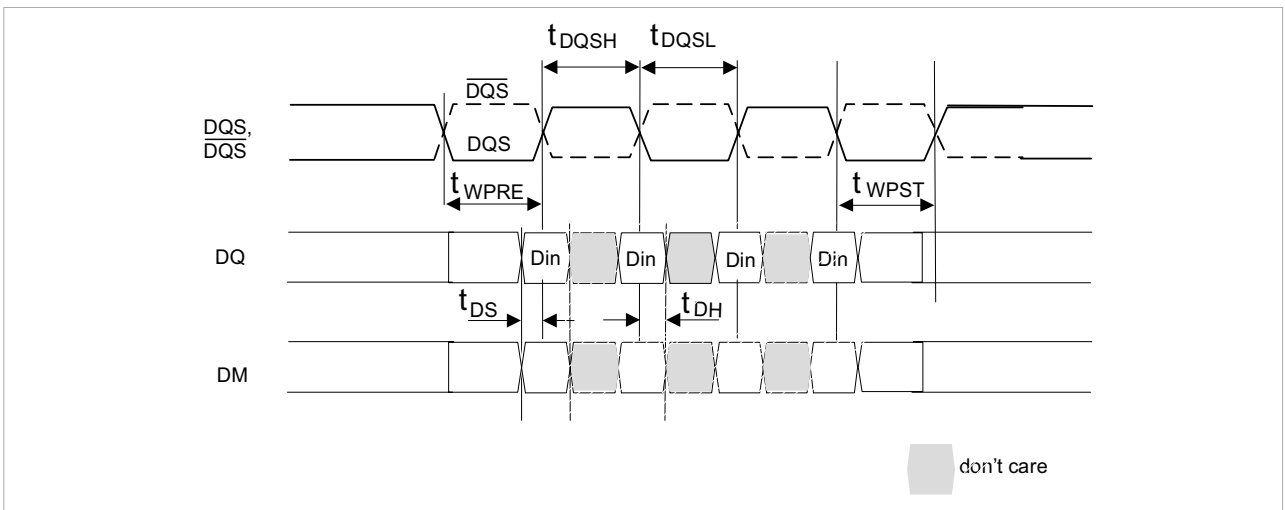 tDQSH tDQSL
DQS
DQS,
DQS
DQS
tWPRE
tWPST
DQ
Din Din Din Din
tDS
tDH
DM
don't care